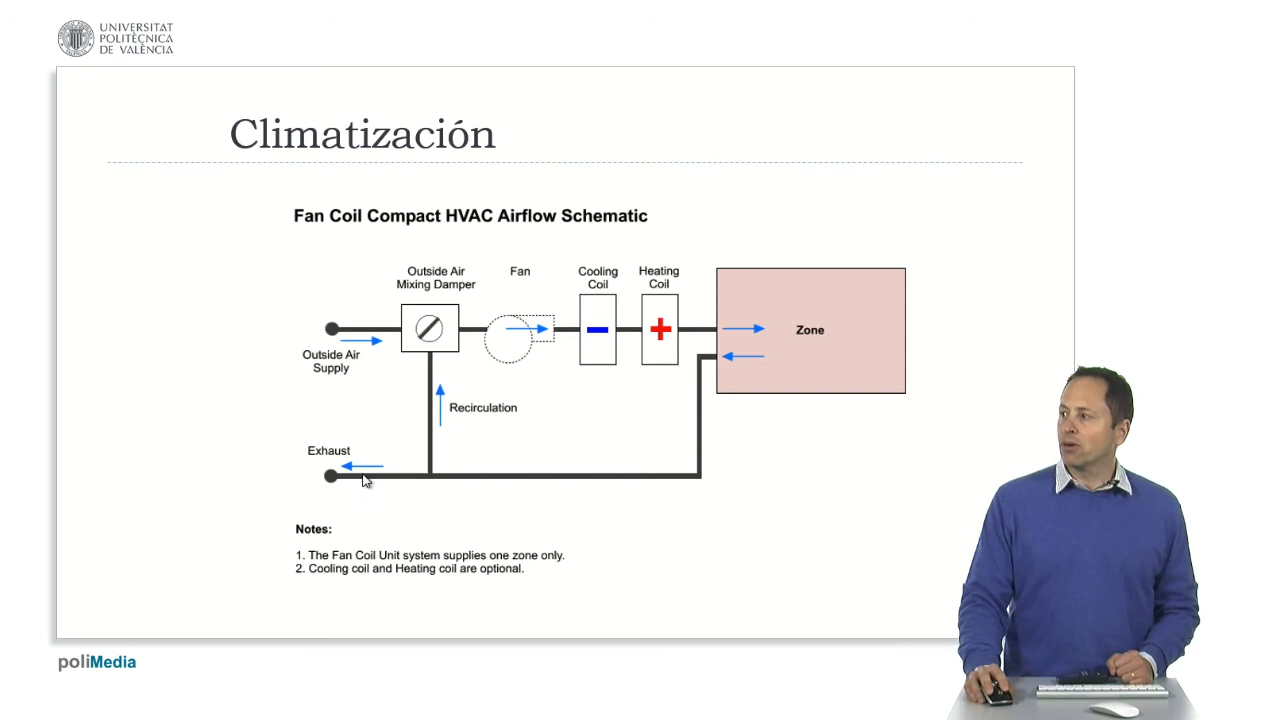 UNIVERSITAT
POLITÈCNICA
DE VALÈNCIA
Climatización
Fan Coil Compact HVAC Airflow Schematic
Outside Air
Mixing Damper
Fan
Cooling
Coil
Heating
Coil
Zone
Outside Air
Supply
Recirculation
Exhaust
Notes:
1. The Fan Coil Unit system supplies one zone only.
2. Cooling coil and Heating coil are optional.
poliMedia